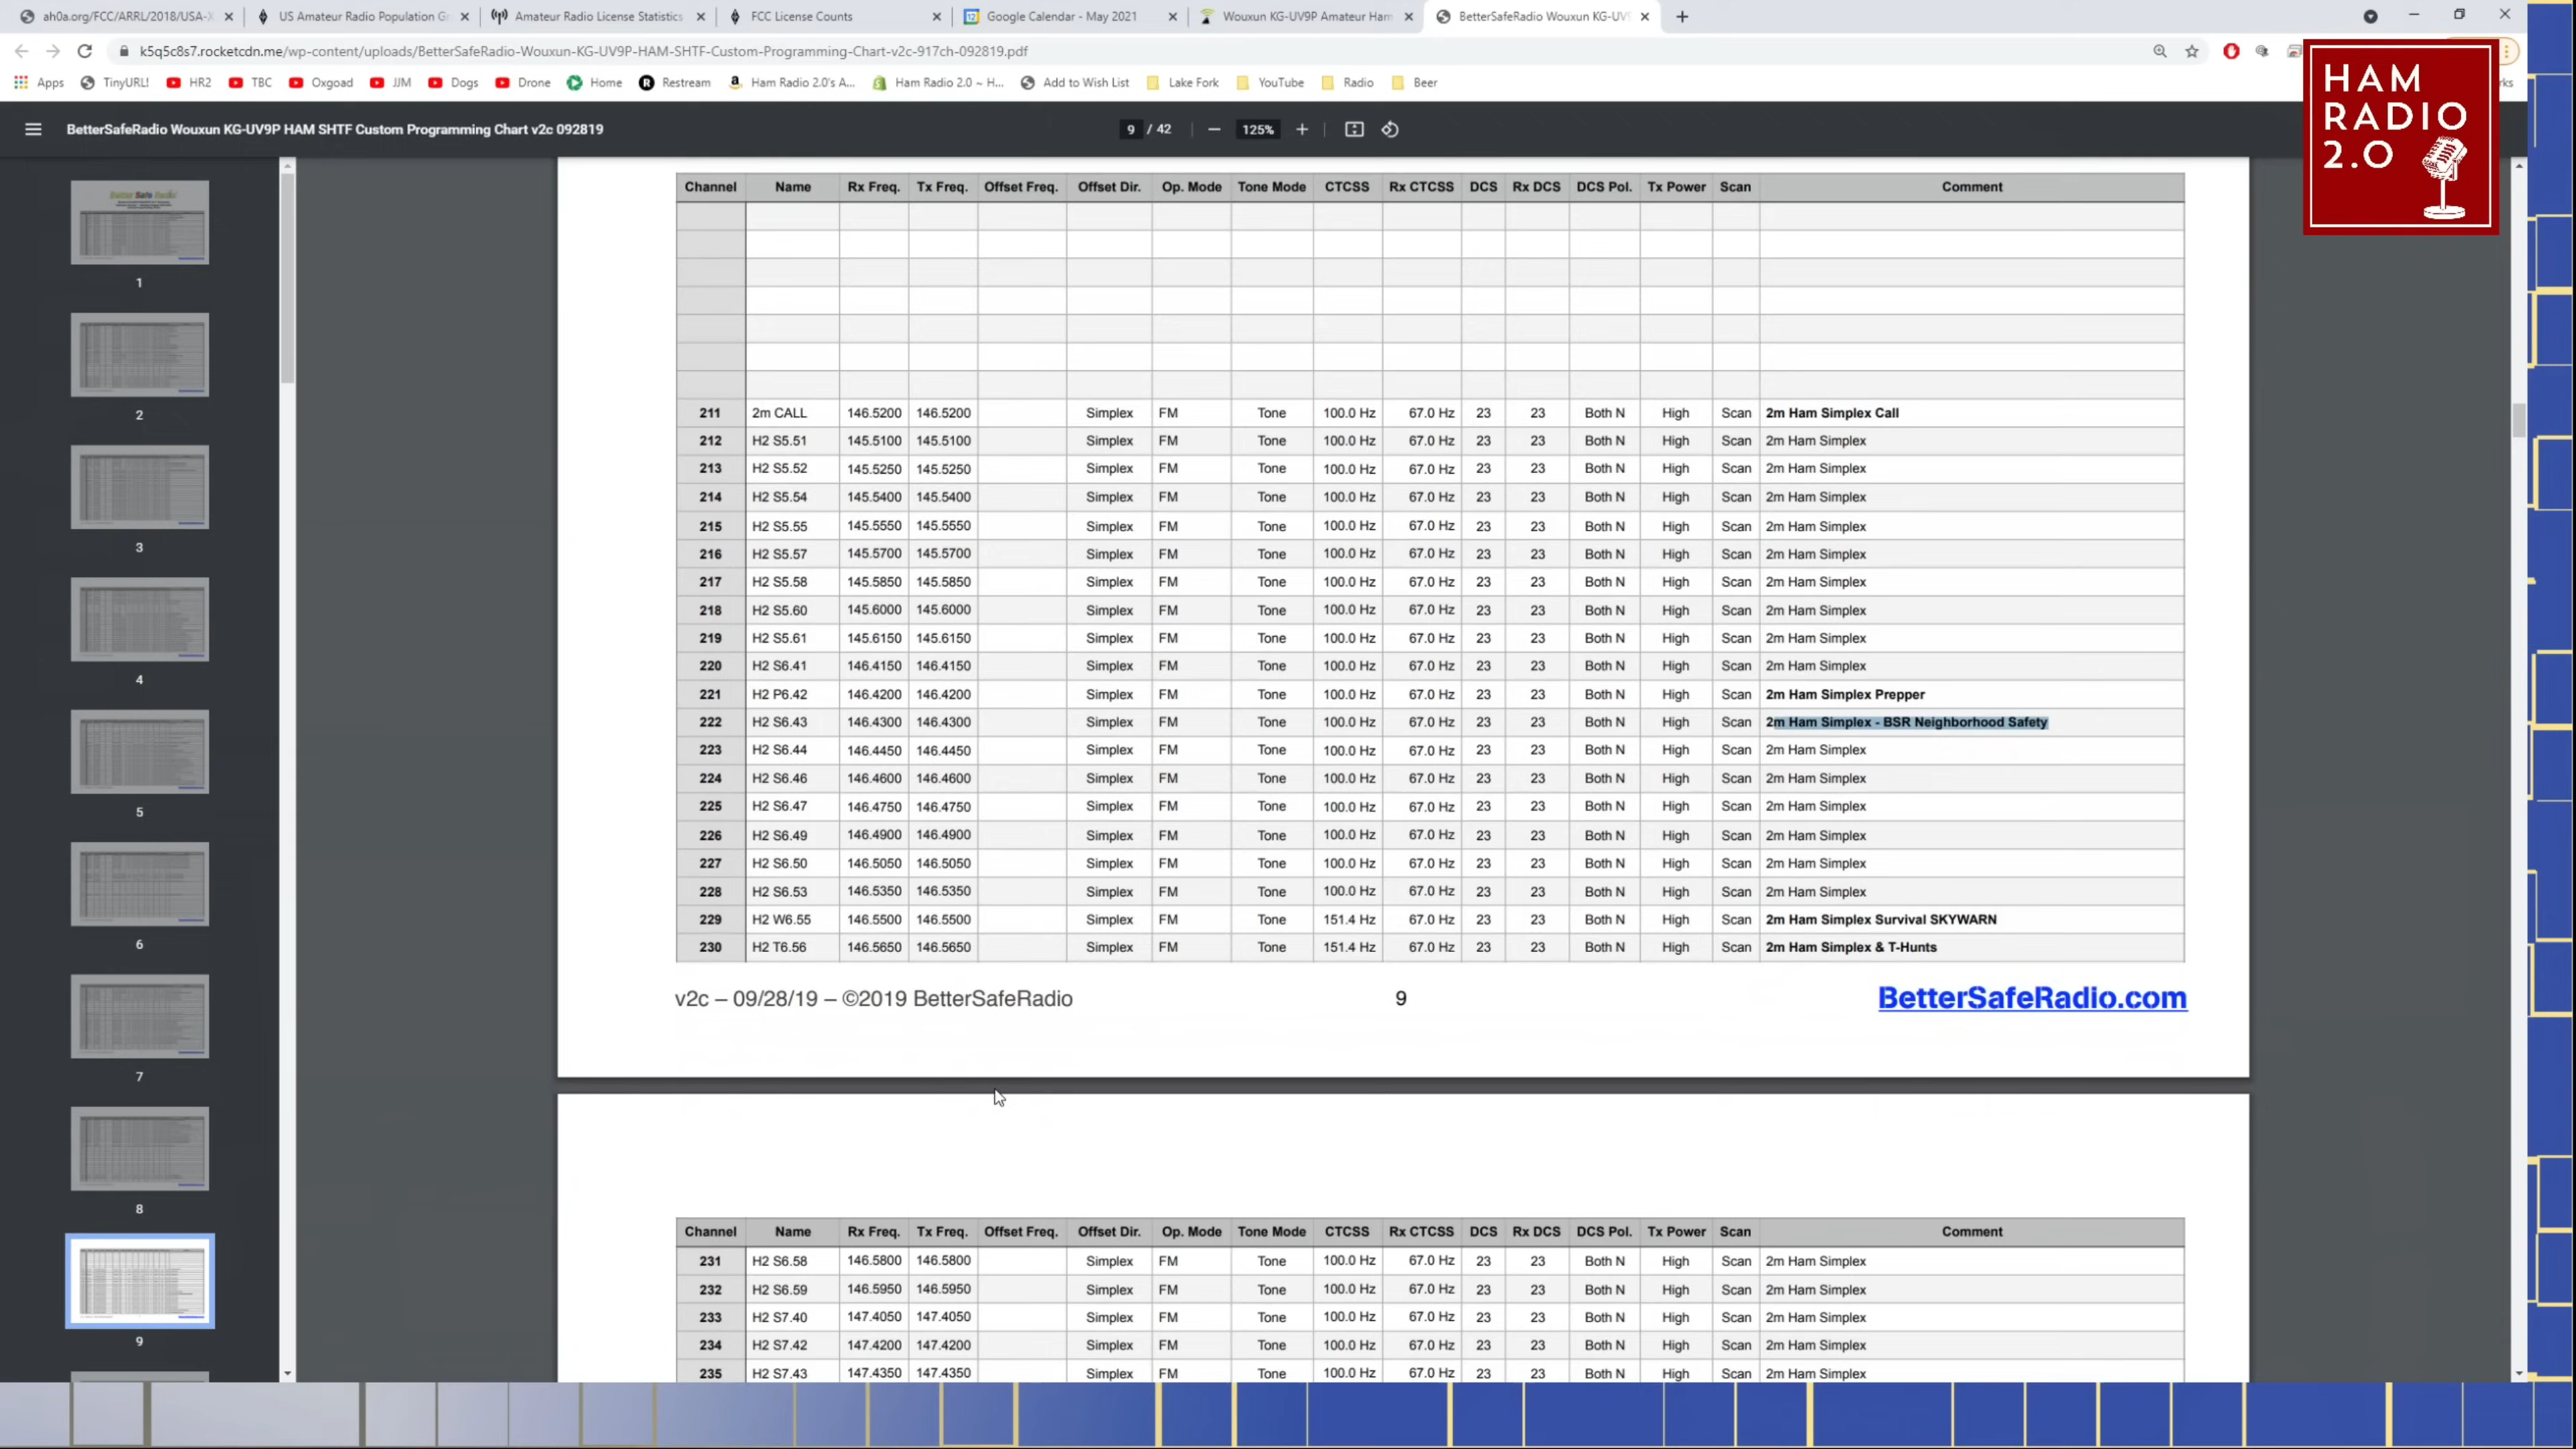 ah0a.org/FCC/ARRL/2018/USA-X
US Amateur Radio Population Gr
Amateur Radio License Statistics
FCC License Counts
Google Calendar - May 2021
Wouxun KG-UV9P Amateur Ham
BetterSafeRadio Wouxun KG-UV9
k5q5c8s7.rocketcdn.me/wp-content/uploads/BetterSafeRadio-Wouxun-KG-UV9P-HAM-SHTF-Custom-Programming-Chart-v2c-917ch-092819.pdf
Apps TinyURL! HR2 TBC Oxgoad JJM Dogs Drone Home Restream Ham Radio 2.0's A... Ham Radio 2.0 ~ H... Add to Wish List Lake Fork YouTube Radio Beer
HAM
RADIO
2.0
BetterSafeRadio Wouxun KG-UV9P HAM SHTF Custom Programming Chart v2c 092819
9 / 42 125%
1
2
3
4
5
6
7
8
9
Channel Name Rx Freq. Tx Freq. Offset Freq. Offset Dir. Op. Mode Tone Mode CTCSS Rx CTCSS DCS Rx DCS DCS Pol. Tx Power Scan Comment
211 2m CALL 146.5200 146.5200 Simplex FM Tone 100.0 Hz 67.0 Hz 23 23 Both N High Scan 2m Ham Simplex Call
212 H2 S5.51 145.5100 145.5100 Simplex FM Tone 100.0 Hz 67.0 Hz 23 23 Both N High Scan 2m Ham Simplex
213 H2 S5.52 145.5250 145.5250 Simplex FM Tone 100.0 Hz 67.0 Hz 23 23 Both N High Scan 2m Ham Simplex
214 H2 S5.54 145.5400 145.5400 Simplex FM Tone 100.0 Hz 67.0 Hz 23 23 Both N High Scan 2m Ham Simplex
215 H2 S5.55 145.5550 145.5550 Simplex FM Tone 100.0 Hz 67.0 Hz 23 23 Both N High Scan 2m Ham Simplex
216 H2 S5.57 145.5700 145.5700 Simplex FM Tone 100.0 Hz 67.0 Hz 23 23 Both N High Scan 2m Ham Simplex
217 H2 S5.58 145.5850 145.5850 Simplex FM Tone 100.0 Hz 67.0 Hz 23 23 Both N High Scan 2m Ham Simplex
218 H2 S5.60 145.6000 145.6000 Simplex FM Tone 100.0 Hz 67.0 Hz 23 23 Both N High Scan 2m Ham Simplex
219 H2 S5.61 145.6150 145.6150 Simplex FM Tone 100.0 Hz 67.0 Hz 23 23 Both N High Scan 2m Ham Simplex
220 H2 S6.41 146.4150 146.4150 Simplex FM Tone 100.0 Hz 67.0 Hz 23 23 Both N High Scan 2m Ham Simplex
221 H2 P6.42 146.4200 146.4200 Simplex FM Tone 100.0 Hz 67.0 Hz 23 23 Both N High Scan 2m Ham Simplex Prepper
222 H2 S6.43 146.4300 146.4300 Simplex FM Tone 100.0 Hz 67.0 Hz 23 23 Both N High Scan 2m Ham Simplex - BSR Neighborhood Safety
223 H2 S6.44 146.4450 146.4450 Simplex FM Tone 100.0 Hz 67.0 Hz 23 23 Both N High Scan 2m Ham Simplex
224 H2 S6.46 146.4600 146.4600 Simplex FM Tone 100.0 Hz 67.0 Hz 23 23 Both N High Scan 2m Ham Simplex
225 H2 S6.47 146.4750 146.4750 Simplex FM Tone 100.0 Hz 67.0 Hz 23 23 Both N High Scan 2m Ham Simplex
226 H2 S6.49 146.4900 146.4900 Simplex FM Tone 100.0 Hz 67.0 Hz 23 23 Both N High Scan 2m Ham Simplex
227 H2 S6.50 146.5050 146.5050 Simplex FM Tone 100.0 Hz 67.0 Hz 23 23 Both N High Scan 2m Ham Simplex
228 H2 S6.53 146.5350 146.5350 Simplex FM Tone 100.0 Hz 67.0 Hz 23 23 Both N High Scan 2m Ham Simplex
229 H2 W6.55 146.5500 146.5500 Simplex FM Tone 151.4 Hz 67.0 Hz 23 23 Both N High Scan 2m Ham Simplex Survival SKYWARN
230 H2 T6.56 146.5650 146.5650 Simplex FM Tone 151.4 Hz 67.0 Hz 23 23 Both N High Scan 2m Ham Simplex & T-Hunts
v2c – 09/28/19 – ©2019 BetterSafeRadio 9 BetterSafeRadio.com
Channel Name Rx Freq. Tx Freq. Offset Freq. Offset Dir. Op. Mode Tone Mode CTCSS Rx CTCSS DCS Rx DCS DCS Pol. Tx Power Scan Comment
231 H2 S6.58 146.5800 146.5800 Simplex FM Tone 100.0 Hz 67.0 Hz 23 23 Both N High Scan 2m Ham Simplex
232 H2 S6.59 146.5950 146.5950 Simplex FM Tone 100.0 Hz 67.0 Hz 23 23 Both N High Scan 2m Ham Simplex
233 H2 S7.40 147.4050 147.4050 Simplex FM Tone 100.0 Hz 67.0 Hz 23 23 Both N High Scan 2m Ham Simplex
234 H2 S7.42 147.4200 147.4200 Simplex FM Tone 100.0 Hz 67.0 Hz 23 23 Both N High Scan 2m Ham Simplex
235 H2 S7.43 147.4350 147.4350 Simplex FM Tone 100.0 Hz 67.0 Hz 23 23 Both N High Scan 2m Ham Simplex